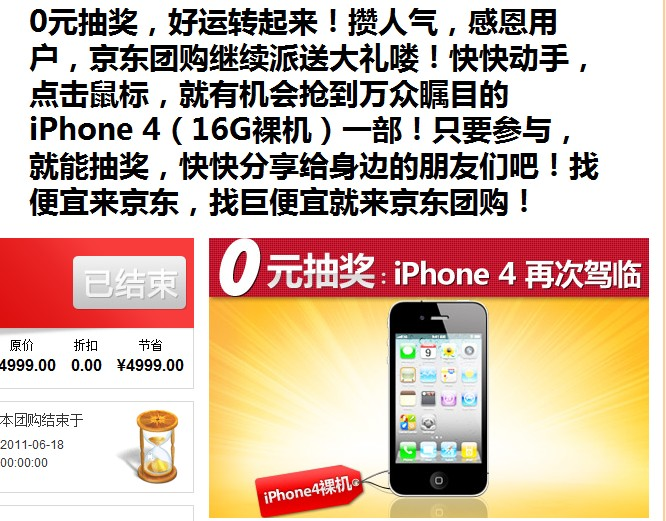 0元抽奖，好运转起来！攒人气，感恩用
户，京东团购继续派送大礼喽！快快动手，
点击鼠标，就有机会抢到万众瞩目的
iPhone 4（16G裸机）一部！只要参与，
就能抽奖，快快分享给身边的朋友们吧！找
便宜来京东，找巨便宜就来京东团购！
已结束
原价 折扣 节省
4999.00 0.00 ¥4999.00
本团购结束于
2011-06-18
00:00:00
0元抽奖：iPhone 4 再次驾临
9
iPhone4裸机